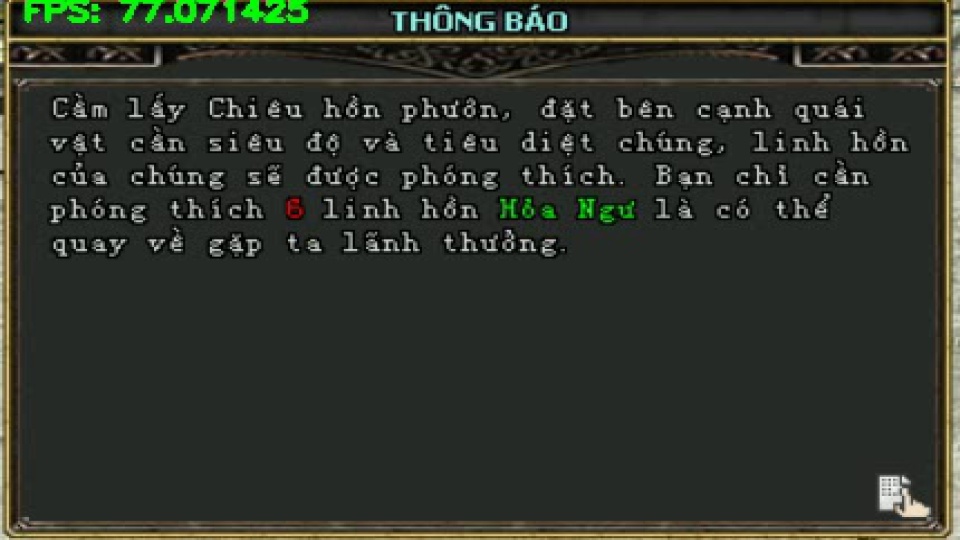 FPS: 77.071425
THÔNG BÁO
Cầm lấy Chiêu hồn phướn, đặt bên cạnh quái
vật cần siêu độ và tiêu diệt chúng, linh hồn
của chúng sẽ được phóng thích. Bạn chỉ cần
phóng thích 6 linh hồn Hỏa Ngư là có thể
quay về gặp ta lãnh thưởng.